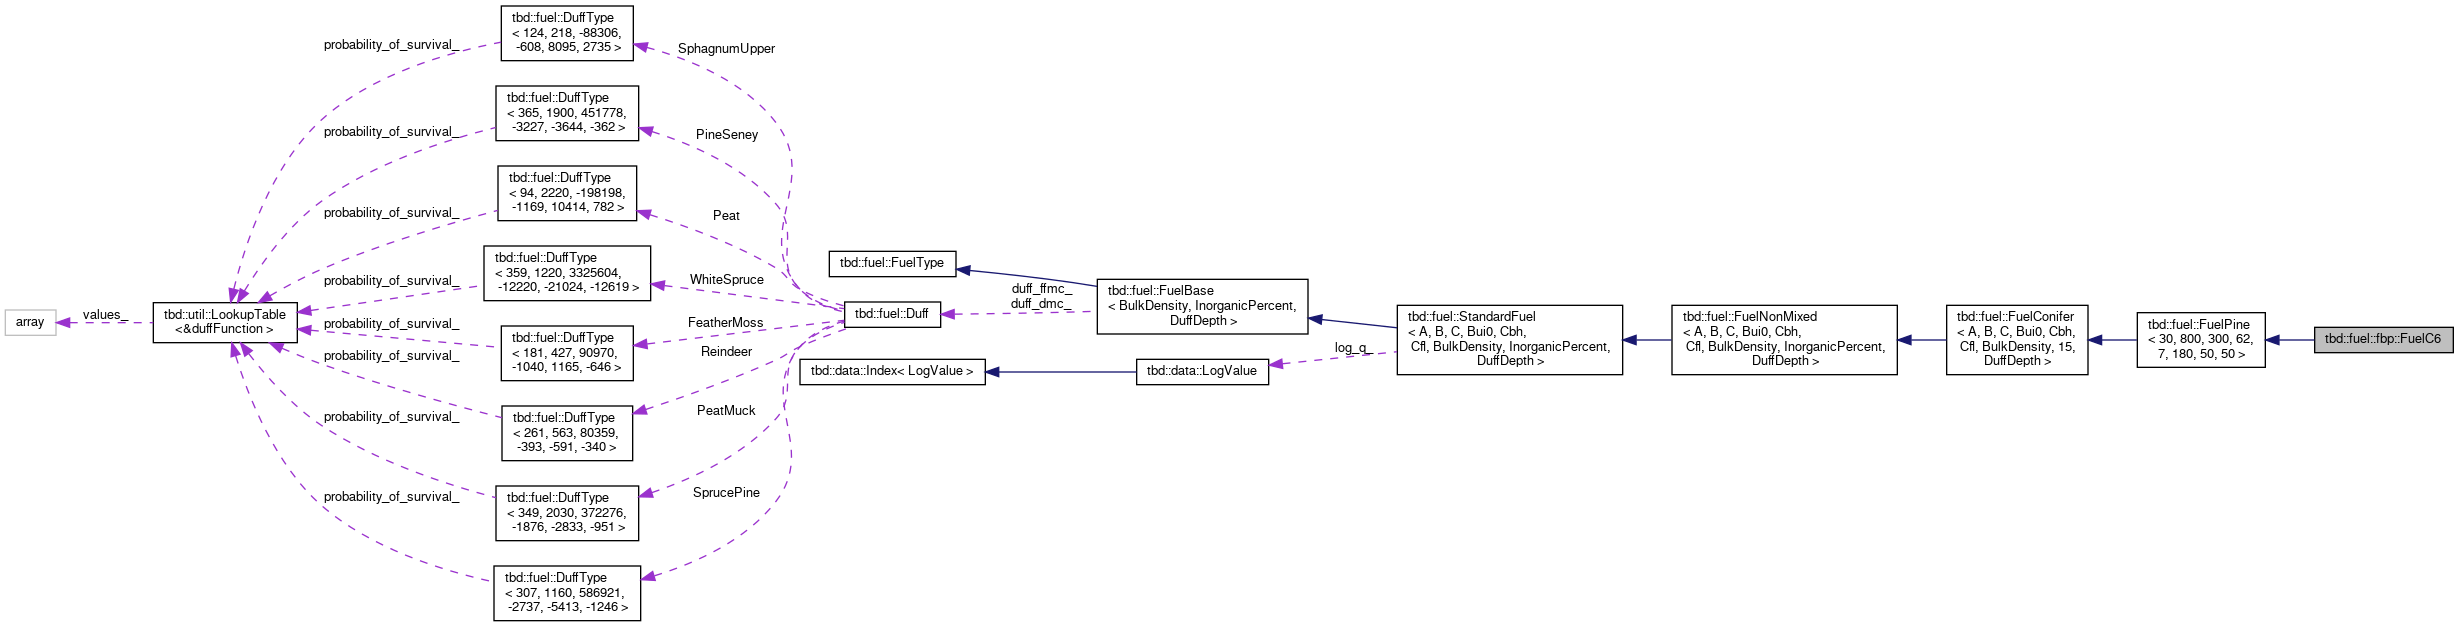 tbd::fuel::DuffType
< 124, 218, -88306,
-608, 8095, 2735 >
probability_of_survival_
SphagnumUpper
tbd::fuel::DuffType
< 365, 1900, 451778,
-3227, -3644, -362 >
probability_of_survival_
PineSeney
tbd::fuel::DuffType
< 94, 2220, -198198,
-1169, 10414, 782 >
probability_of_survival_
Peat
tbd::fuel::DuffType
< 359, 1220, 3325604,
-12220, -21024, -12619 >
probability_of_survival_
WhiteSpruce
tbd::fuel::DuffType
< 181, 427, 90970,
-1040, 1165, -646 >
probability_of_survival_
FeatherMoss
tbd::fuel::DuffType
< 261, 563, 80359,
-393, -591, -340 >
probability_of_survival_
Reindeer
tbd::fuel::DuffType
< 349, 2030, 372276,
-1876, -2833, -951 >
probability_of_survival_
PeatMuck
tbd::fuel::DuffType
< 307, 1160, 586921,
-2737, -5413, -1246 >
probability_of_survival_
SprucePine
array
values_
tbd::util::LookupTable
<&duffFunction >
tbd::fuel::FuelType
tbd::fuel::Duff
duff_ffmc_
duff_dmc_
tbd::fuel::FuelBase
< BulkDensity, InorganicPercent,
DuffDepth >
tbd::data::Index< LogValue >
tbd::data::LogValue
log_q_
tbd::fuel::StandardFuel
< A, B, C, Bui0, Cbh,
Cfl, BulkDensity, InorganicPercent,
DuffDepth >
tbd::fuel::FuelNonMixed
< A, B, C, Bui0, Cbh,
Cfl, BulkDensity, InorganicPercent,
DuffDepth >
tbd::fuel::FuelConifer
< A, B, C, Bui0, Cbh,
Cfl, BulkDensity, 15,
DuffDepth >
tbd::fuel::FuelPine
< 30, 800, 300, 62,
7, 180, 50, 50 >
tbd::fuel::fbp::FuelC6